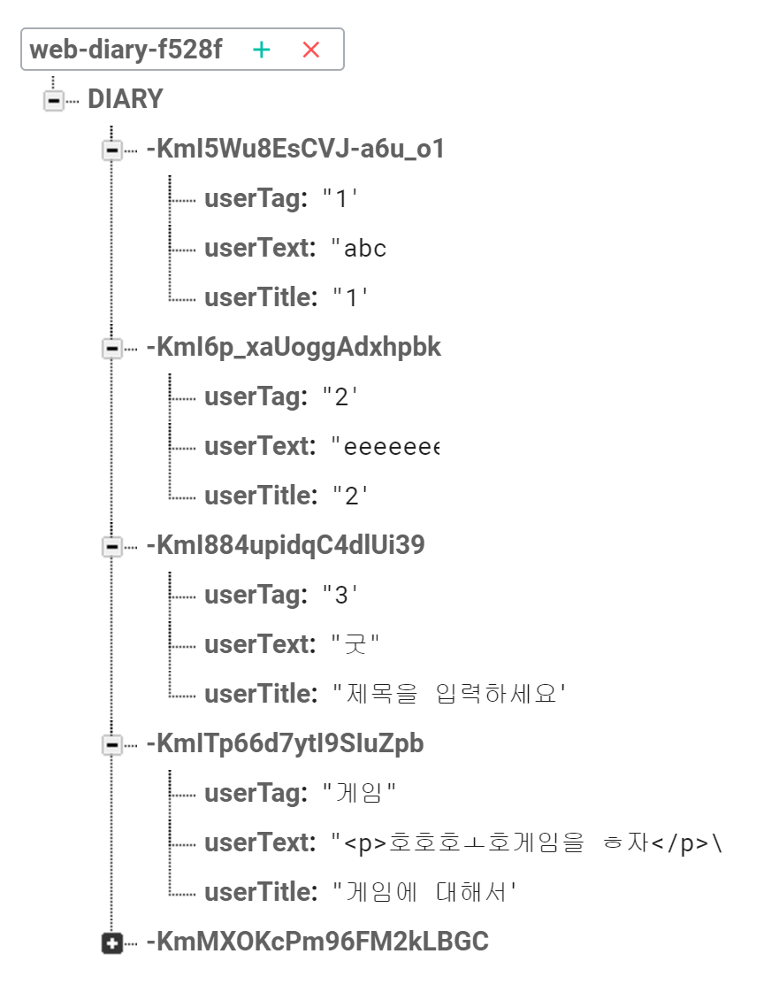 web-diary-f528f + ×
DIARY
-KmI5Wu8EsCVJ-a6u_o1
userTag: "1'
userText: "abc
userTitle: "1'
-KmI6p_xaUoggAdxhpbk
userTag: "2'
userText: "eeeeeee
userTitle: "2'
-KmI884upidqC4dlUi39
userTag: "3'
userText: "굿"
userTitle: "제목을 입력하세요'
-KmITp66d7ytI9SIuZpb
userTag: "게임"
userText: "<p>호호호ㅗ호게임을 ㅎ자</p>\
userTitle: "게임에 대해서'
-KmMXOKcPm96FM2kLBGC